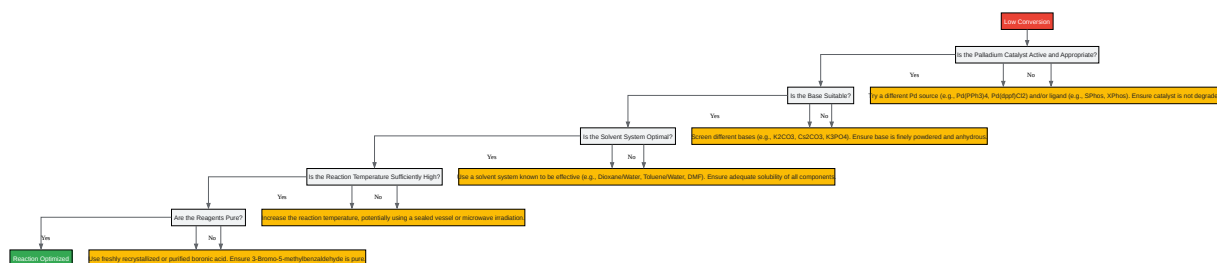 Low Conversion
Is the Palladium Catalyst Active and Appropriate?
Yes
No
Try a different Pd source (e.g., Pd(PPh3)4, Pd(dppf)Cl2) and/or ligand (e.g., SPhos, XPhos), Ensure catalyst is not degrade
Is the Base Suitable?
Yes
No
Screen different bases (e.g., K2CO3, Cs2CO3, K3PO4). Ensure base is finely powdered and anhydrous.
Is the Solvent System Optimal?
Yes
No
Use a solvent system known to be effective (e.g., Dioxane/Water, Toluene/Water, DMF). Ensure adequate solubility of all components.
Is the Reaction Temperature Sufficiently High?
Yes
No
Increase the reaction temperature, potentially using a sealed vessel or microwave irradiation.
Are the Reagents Pure?
Yes
No
Reaction Optimized
Use freshly recrystallized or purified boronic acid. Ensure 3-Bromo-5-methylbenzaldehyde is pure.